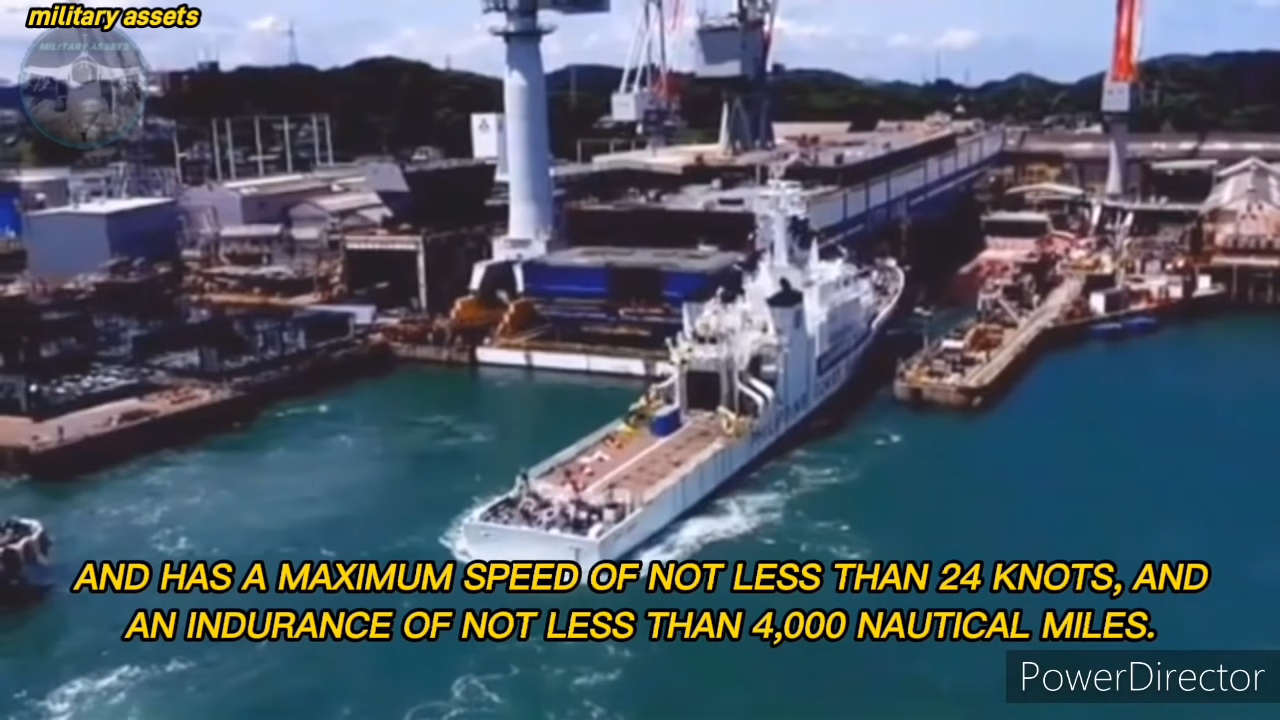 military assets
MILITARY ASSETS
AND HAS A MAXIMUM SPEED OF NOT LESS THAN 24 KNOTS, AND
AN INDURANCE OF NOT LESS THAN 4,000 NAUTICAL MILES.
PowerDirector